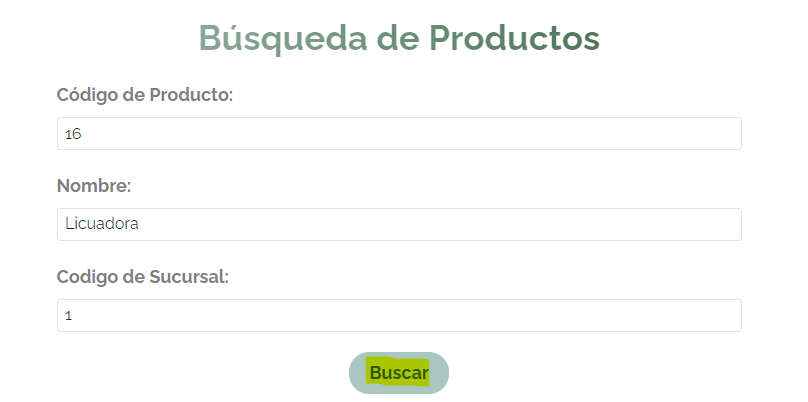 Búsqueda de Productos
Código de Producto:
16
Nombre:
Licuadora
Codigo de Sucursal:
1
Buscar